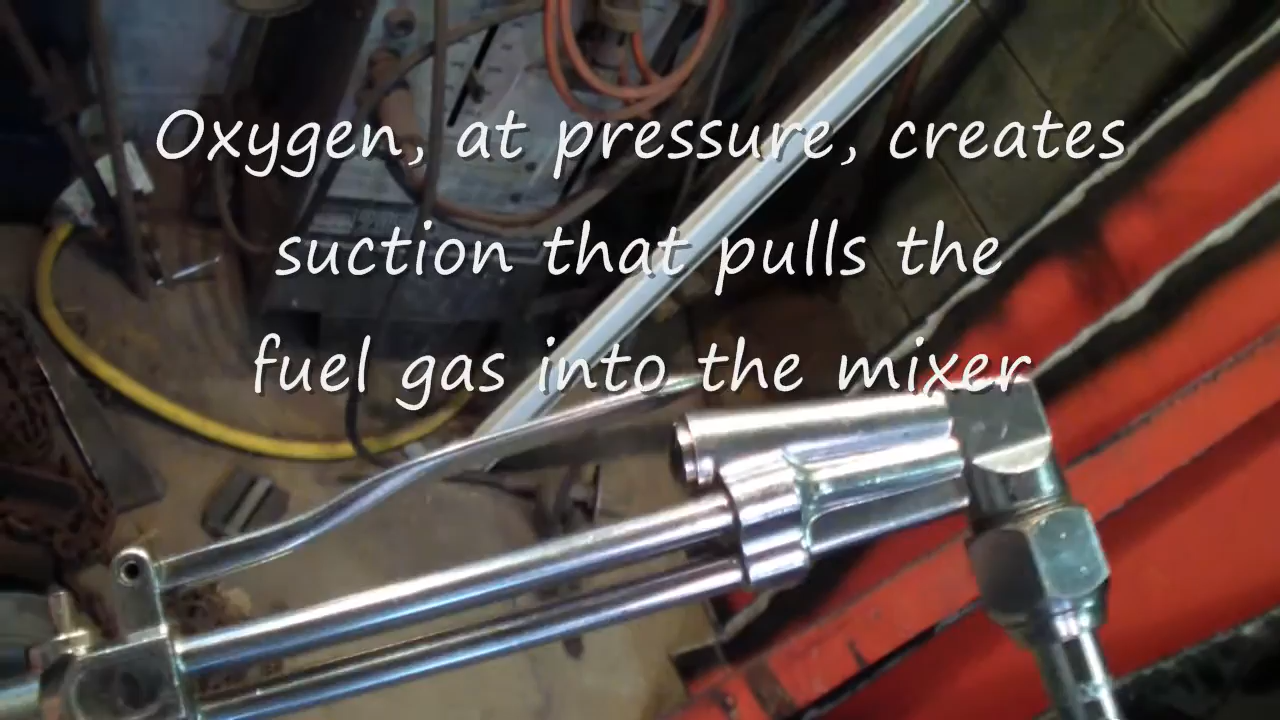 Oxygen, at pressure, creates
suction that pulls the
fuel gas into the mixer